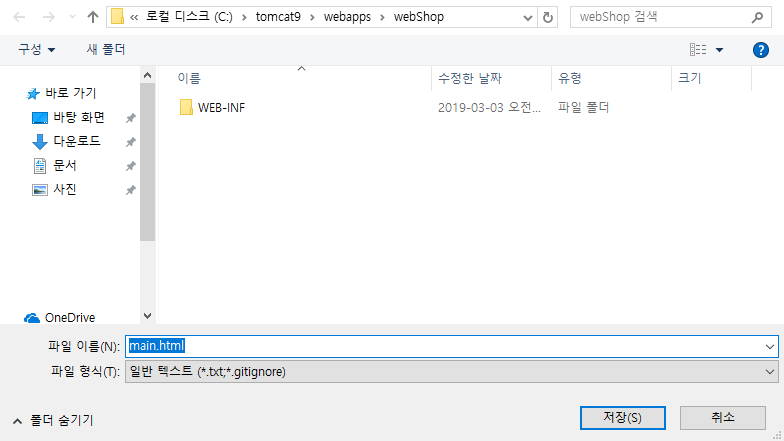 « 로컬 디스크 (C:) › tomcat9 › webapps › webShop
webShop 검색
구성 새 폴더
이름 수정한 날짜 유형 크기
바로 가기
바탕 화면
다운로드
문서
사진
OneDrive
WEB-INF 2019-03-03 오전... 파일 폴더
파일 이름(N): main.html
파일 형식(T): 일반 텍스트 (*.txt;*.gitignore)
폴더 숨기기 저장(S) 취소